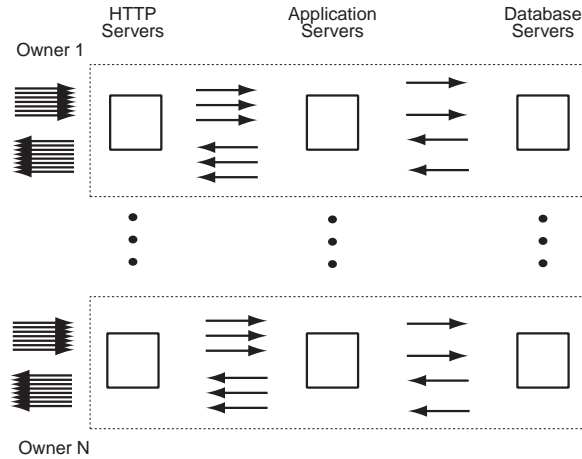 HTTP
Servers
Application
Servers
Database
Servers
Owner 1
Owner N